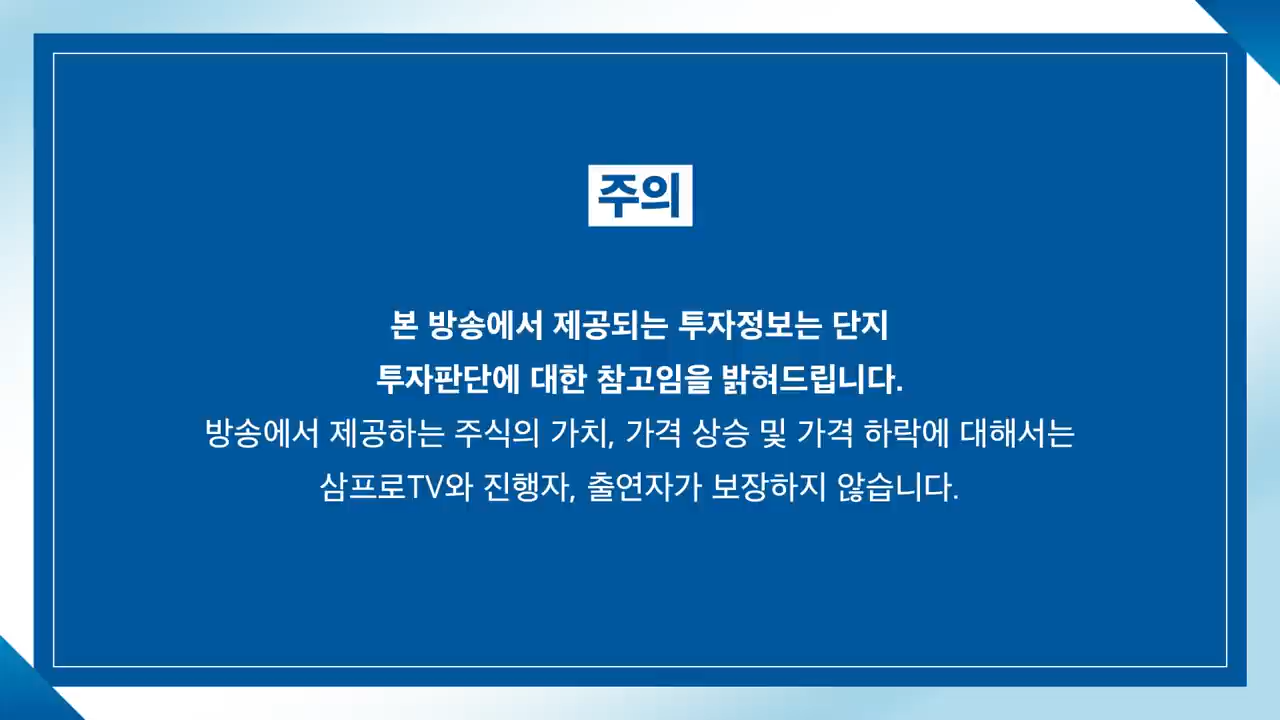 주의
본 방송에서 제공되는 투자정보는 단지
투자판단에 대한 참고임을 밝혀드립니다.
방송에서 제공하는 주식의 가치, 가격 상승 및 가격 하락에 대해서는
삼프로TV와 진행자, 출연자가 보장하지 않습니다.